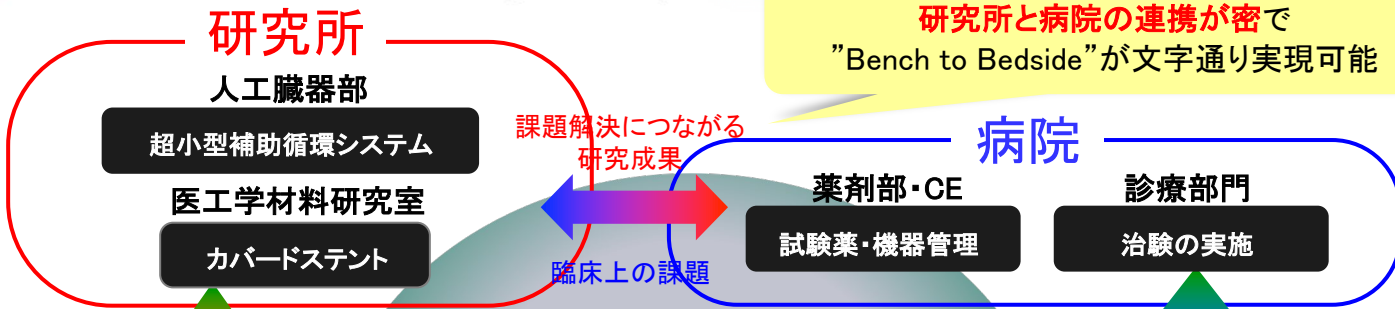 研究所と病院の連携が密で
”Bench to Bedside”が文字通り実現可能
研究所
人工臓器部
超小型補助循環システム
医工学材料研究室
カバードステント
課題解決につながる
研究成果
臨床上の課題
病院
薬剤部・CE
試験薬・機器管理
診療部門
治験の実施